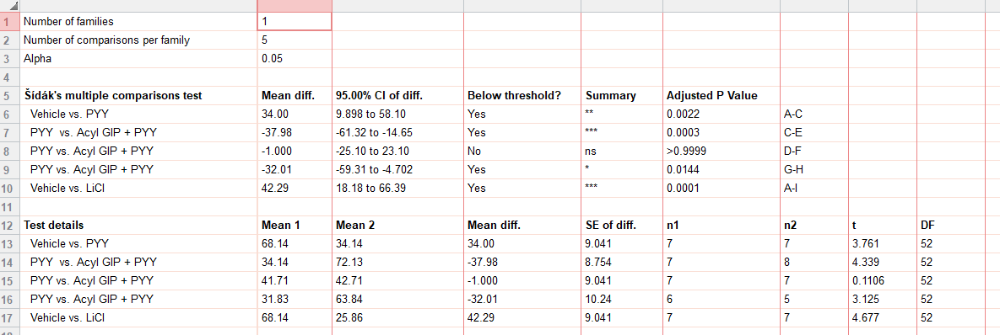 1 Number of families 1
2 Number of comparisons per family 5
3 Alpha 0.05
4
5 Šídák's multiple comparisons test Mean diff. 95.00% CI of diff. Below threshold? Summary Adjusted P Value
6 Vehicle vs. PYY 34.00 9.898 to 58.10 Yes ** 0.0022 A-C
7 PYY  vs. Acyl GIP + PYY -37.98 -61.32 to -14.65 Yes *** 0.0003 C-E
8 PYY vs. Acyl GIP + PYY -1.000 -25.10 to 23.10 No ns >0.9999 D-F
9 PYY vs. Acyl GIP + PYY -32.01 -59.31 to -4.702 Yes * 0.0144 G-H
10 Vehicle vs. LiCl 42.29 18.18 to 66.39 Yes *** 0.0001 A-I
11
12 Test details Mean 1 Mean 2 Mean diff. SE of diff. n1 n2 t DF
13 Vehicle vs. PYY 68.14 34.14 34.00 9.041 7 7 3.761 52
14 PYY  vs. Acyl GIP + PYY 34.14 72.13 -37.98 8.754 7 8 4.339 52
15 PYY vs. Acyl GIP + PYY 41.71 42.71 -1.000 9.041 7 7 0.1106 52
16 PYY vs. Acyl GIP + PYY 31.83 63.84 -32.01 10.24 6 5 3.125 52
17 Vehicle vs. LiCl 68.14 25.86 42.29 9.041 7 7 4.677 52